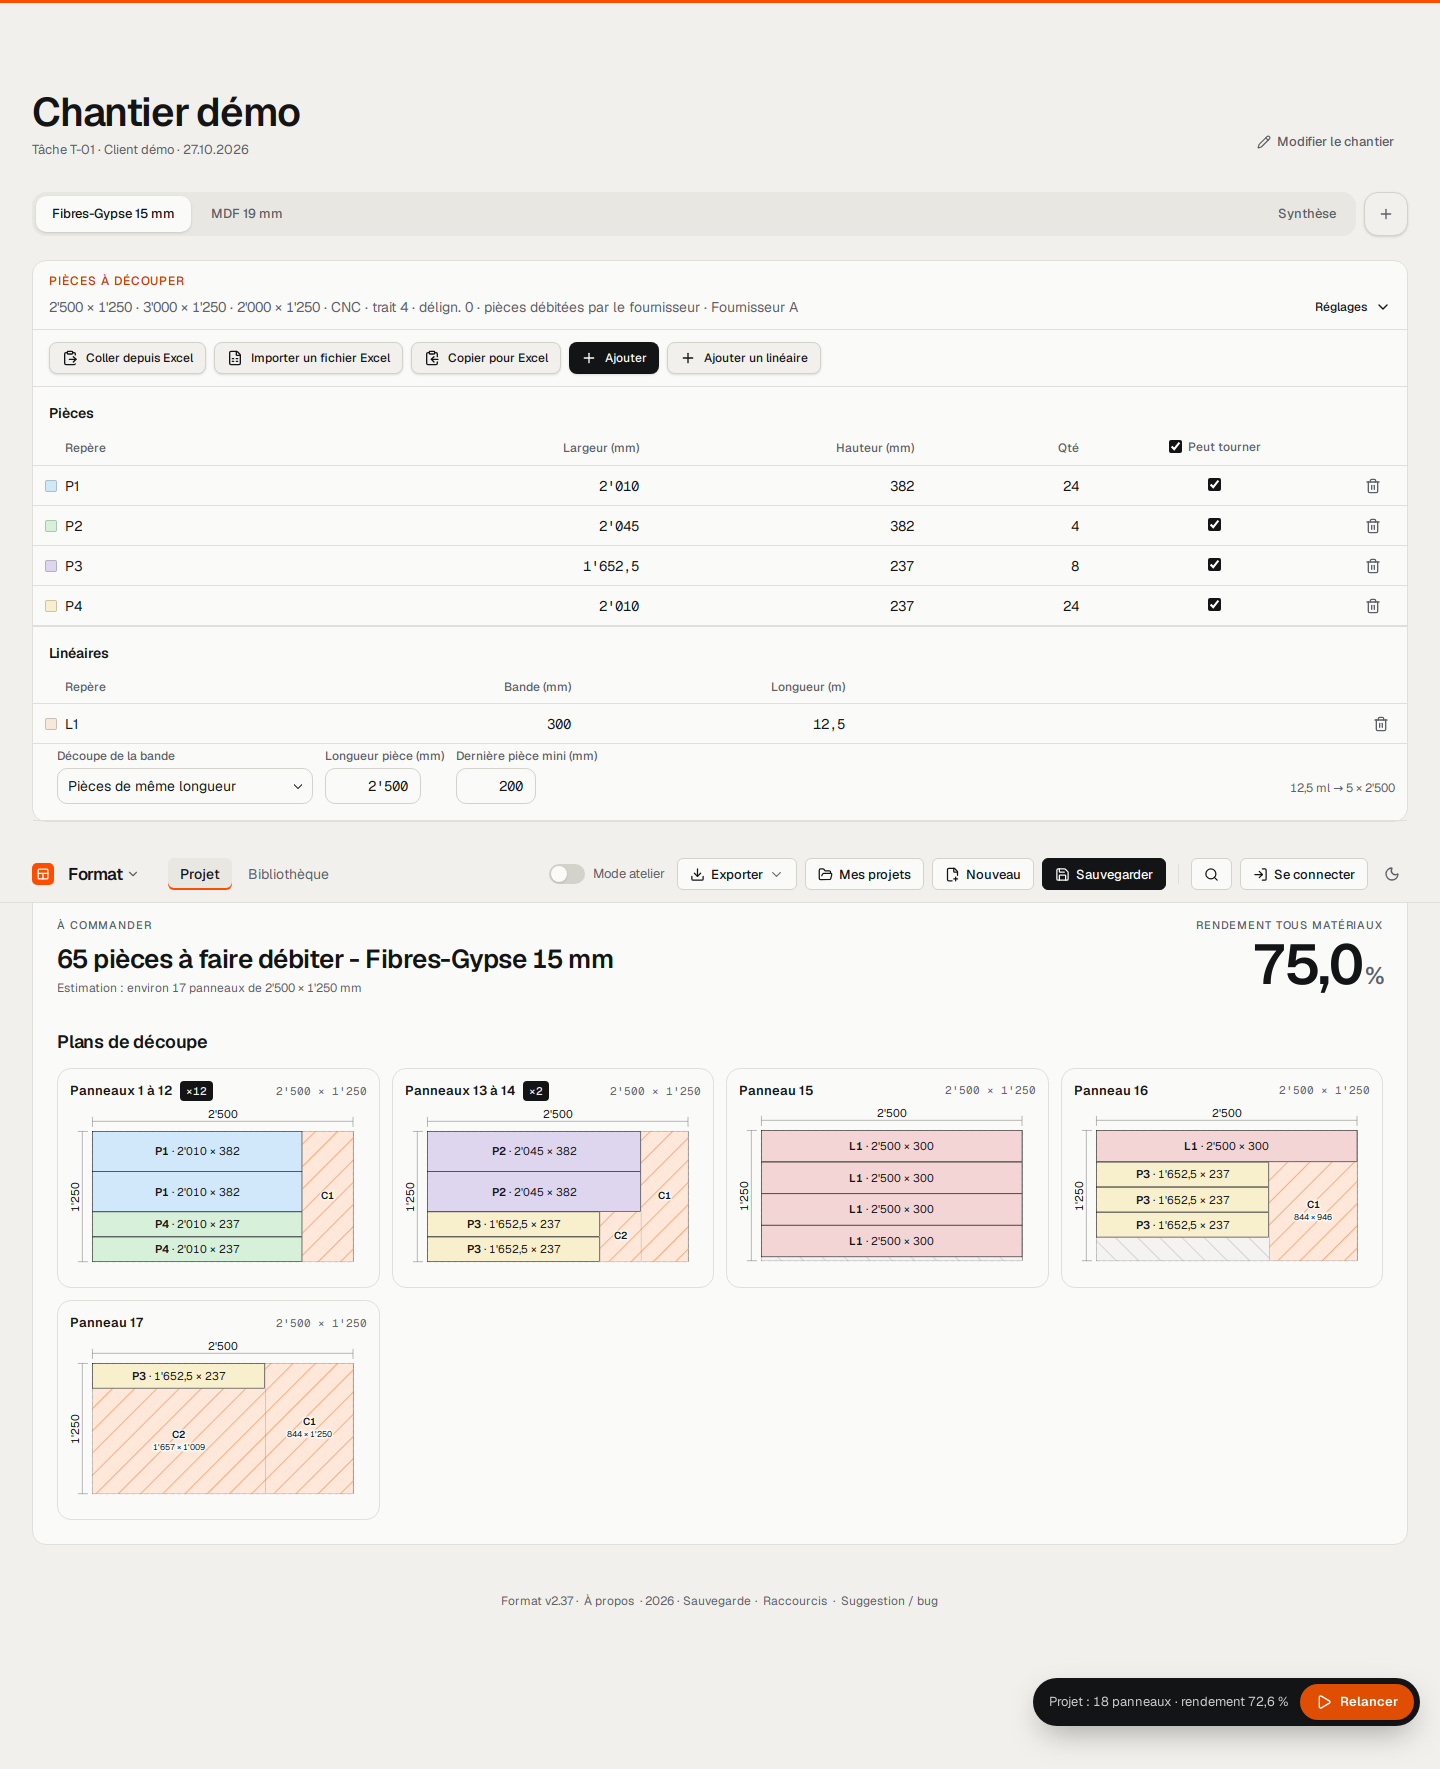 Chantier démo
Tâche T-01 · Client démo · 27.10.2026
Modifier le chantier
Fibres-Gypse 15 mm
MDF 19 mm
Synthèse
PIÈCES À DÉCOUPER
2'500 × 1'250 · 3'000 × 1'250 · 2'000 × 1'250 · CNC · trait 4 · délign. 0 · pièces débitées par le fournisseur · Fournisseur A
Réglages
Coller depuis Excel
Importer un fichier Excel
Copier pour Excel
Ajouter
Ajouter un linéaire
Pièces
Repère Largeur (mm) Hauteur (mm) Qté Peut tourner
P1 2'010 382 24
P2 2'045 382 4
P3 1'652,5 237 8
P4 2'010 237 24
Linéaires
Repère Bande (mm) Longueur (m)
L1 300 12,5
Découpe de la bande Longueur pièce (mm) Dernière pièce mini (mm)
Pièces de même longueur 2'500 200
12,5 ml → 5 × 2'500
Format Projet Bibliothèque Mode atelier Exporter Mes projets Nouveau Sauvegarder Se connecter
À COMMANDER
RENDEMENT TOUS MATÉRIAUX
65 pièces à faire débiter - Fibres-Gypse 15 mm
75,0 %
Estimation : environ 17 panneaux de 2'500 × 1'250 mm
Plans de découpe
Panneaux 1 à 12 ×12 2'500 × 1'250
2'500
1'250
P1 · 2'010 × 382
P1 · 2'010 × 382
P4 · 2'010 × 237
P4 · 2'010 × 237
C1
Panneaux 13 à 14 ×2 2'500 × 1'250
2'500
1'250
P2 · 2'045 × 382
P2 · 2'045 × 382
P3 · 1'652,5 × 237
P3 · 1'652,5 × 237
C1
C2
Panneau 15 2'500 × 1'250
2'500
1'250
L1 · 2'500 × 300
L1 · 2'500 × 300
L1 · 2'500 × 300
L1 · 2'500 × 300
Panneau 16 2'500 × 1'250
2'500
1'250
L1 · 2'500 × 300
P3 · 1'652,5 × 237
P3 · 1'652,5 × 237
P3 · 1'652,5 × 237
C1
844 × 946
Panneau 17 2'500 × 1'250
2'500
1'250
P3 · 1'652,5 × 237
C2
1'657 × 1'009
C1
844 × 1'250
Format v2.37 · À propos · 2026 · Sauvegarde · Raccourcis · Suggestion / bug
Projet : 18 panneaux · rendement 72,6 %
Relancer